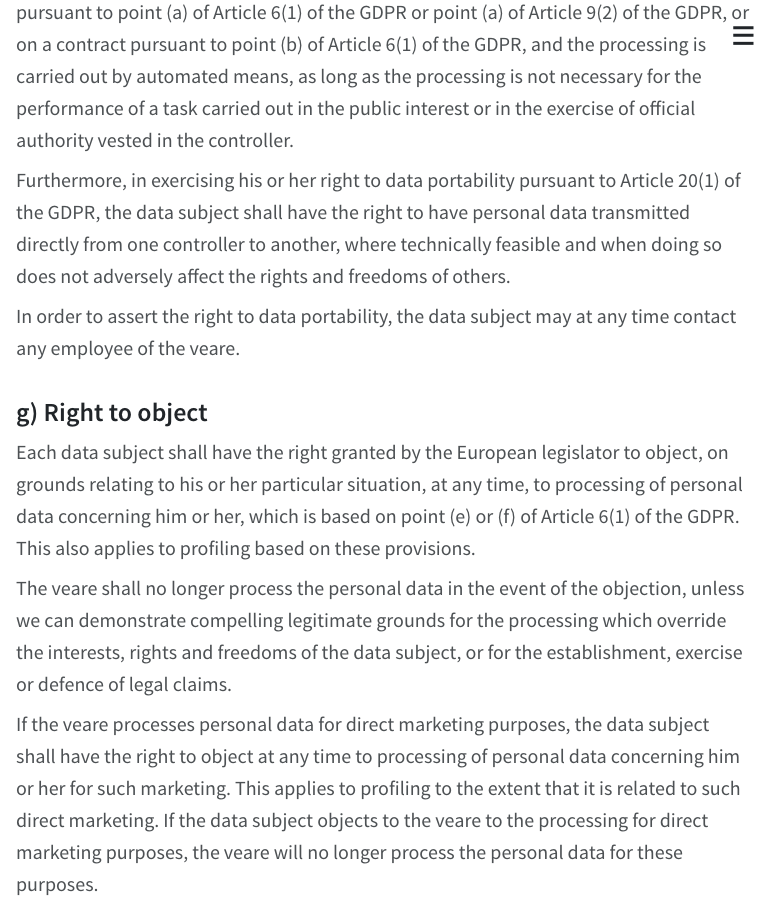 pursuant to point (a) of Article 6(1) of the GDPR or point (a) of Article 9(2) of the GDPR, or
on a contract pursuant to point (b) of Article 6(1) of the GDPR, and the processing is
carried out by automated means, as long as the processing is not necessary for the
performance of a task carried out in the public interest or in the exercise of official
authority vested in the controller.
Furthermore, in exercising his or her right to data portability pursuant to Article 20(1) of
the GDPR, the data subject shall have the right to have personal data transmitted
directly from one controller to another, where technically feasible and when doing so
does not adversely affect the rights and freedoms of others.
In order to assert the right to data portability, the data subject may at any time contact
any employee of the veare.
g) Right to object
Each data subject shall have the right granted by the European legislator to object, on
grounds relating to his or her particular situation, at any time, to processing of personal
data concerning him or her, which is based on point (e) or (f) of Article 6(1) of the GDPR.
This also applies to profiling based on these provisions.
The veare shall no longer process the personal data in the event of the objection, unless
we can demonstrate compelling legitimate grounds for the processing which override
the interests, rights and freedoms of the data subject, or for the establishment, exercise
or defence of legal claims.
If the veare processes personal data for direct marketing purposes, the data subject
shall have the right to object at any time to processing of personal data concerning him
or her for such marketing. This applies to profiling to the extent that it is related to such
direct marketing. If the data subject objects to the veare to the processing for direct
marketing purposes, the veare will no longer process the personal data for these
purposes.